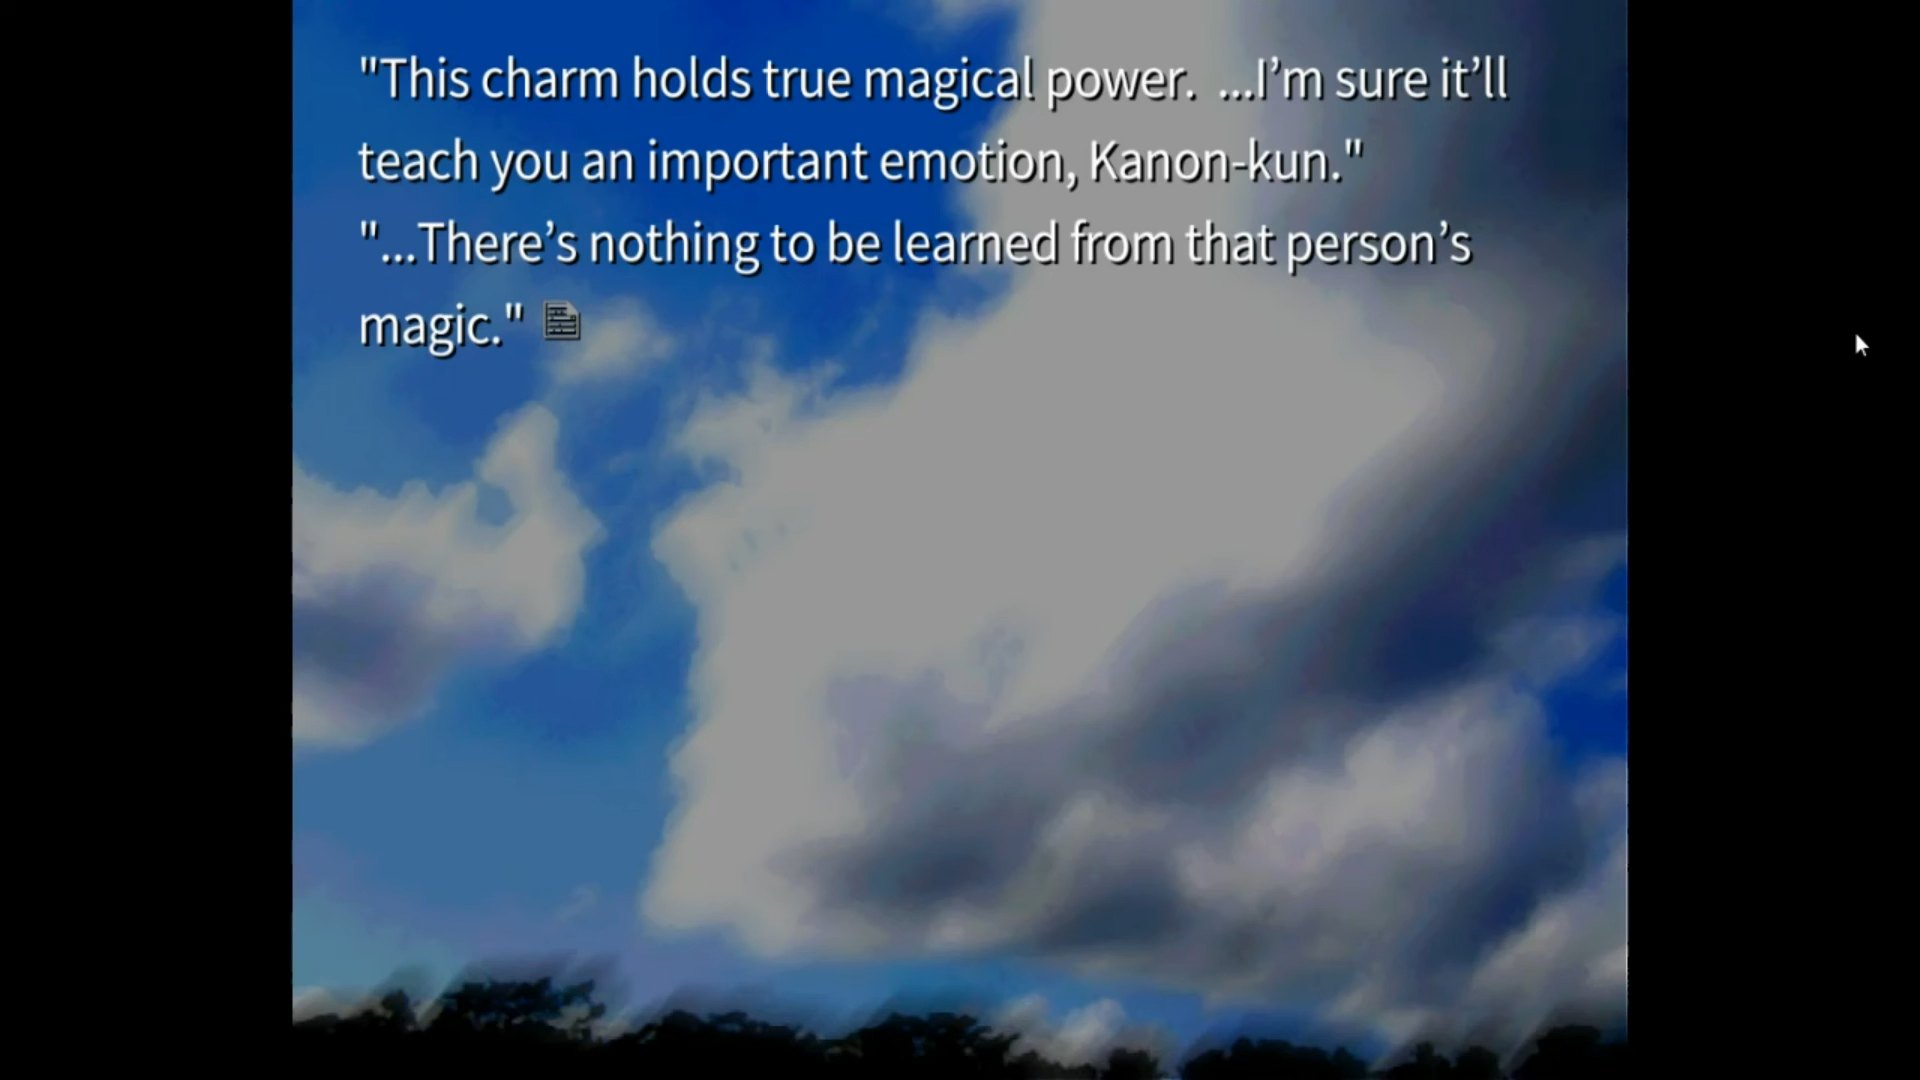 "This charm holds true magical power.  ...I’m sure it’ll
teach you an important emotion, Kanon-kun."
"...There’s nothing to be learned from that person’s
magic."